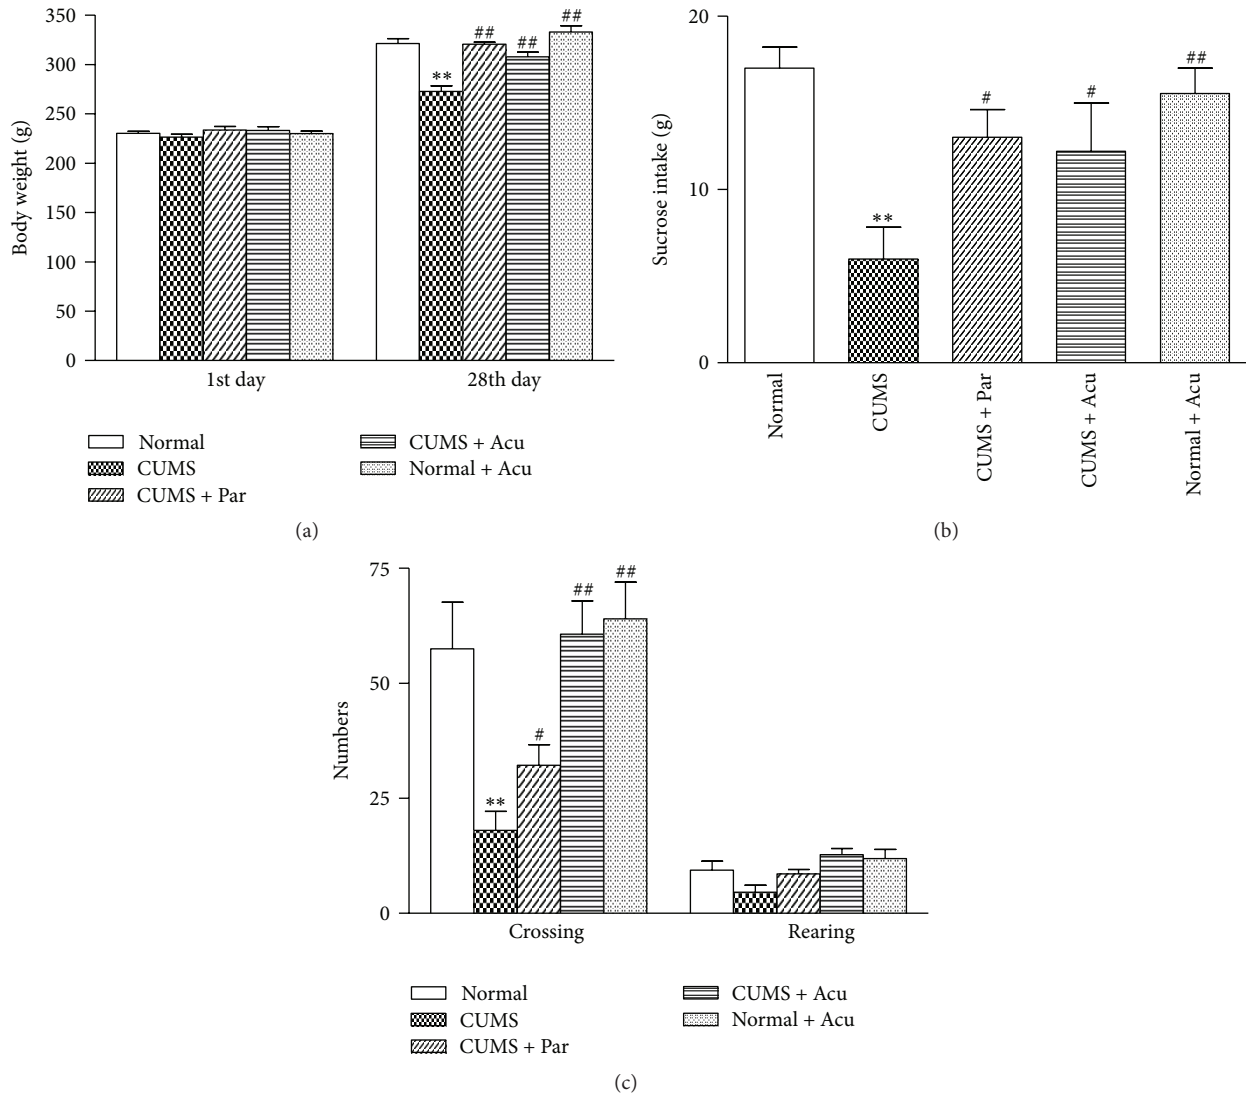 350
300
250
200
150
100
50
0
Body weight (g)
**
##
##
##
1st day
28th day
Normal
CUMS
CUMS + Par
CUMS + Acu
Normal + Acu
(a)
20
10
0
Sucrose intake (g)
**
#
#
##
Normal
CUMS
CUMS + Par
CUMS + Acu
Normal + Acu
(b)
75
50
25
0
Numbers
**
#
##
##
Crossing
Rearing
Normal
CUMS
CUMS + Par
CUMS + Acu
Normal + Acu
(c)